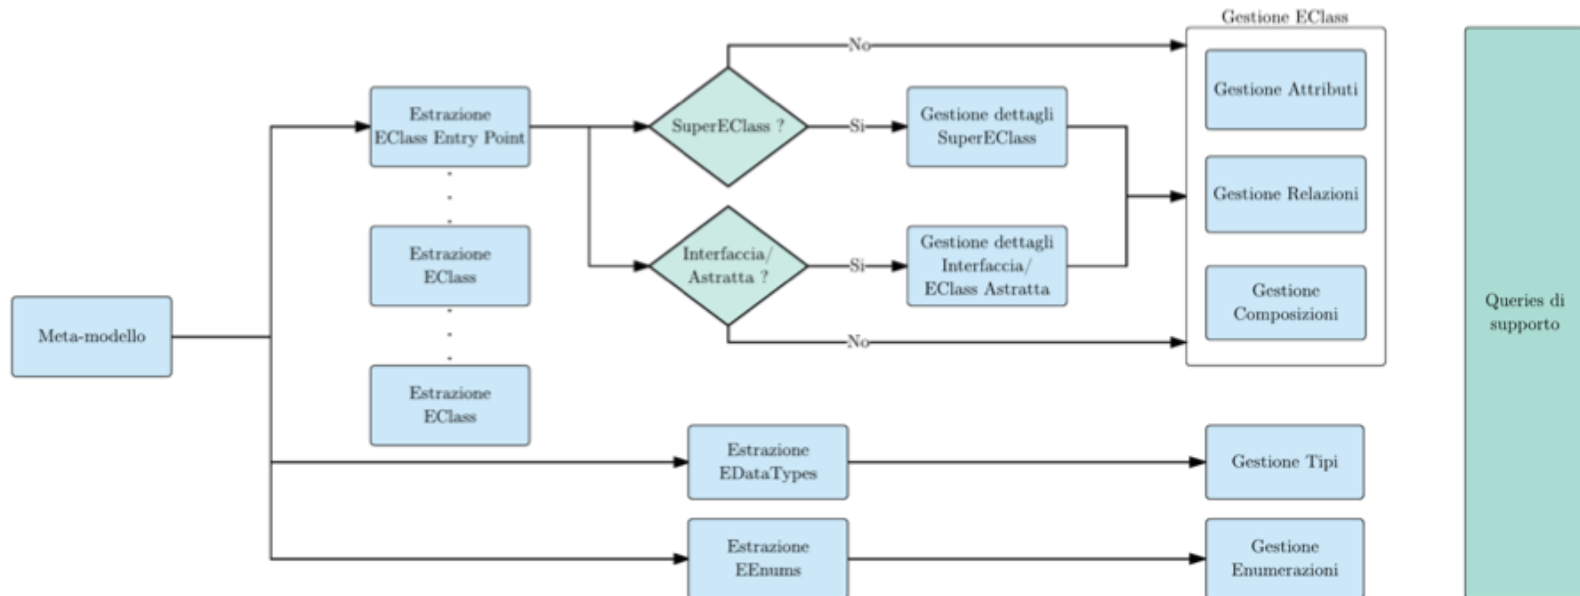 Gestione EClass
No
Estrazione
EClass Entry Point
SuperEClass ?
Si
Gestione dettagli
SuperEClass
Gestione Attributi
Gestione Relazioni
Estrazione
EClass
Interfaccia/
Astratta ?
Si
Gestione dettagli
Interfaccia/
EClass Astratta
Gestione
Composizioni
No
Meta-modello
Queries di
supporto
Estrazione
EClass
Estrazione
EDataTypes
Gestione Tipi
Estrazione
EEnums
Gestione
Enumerazioni